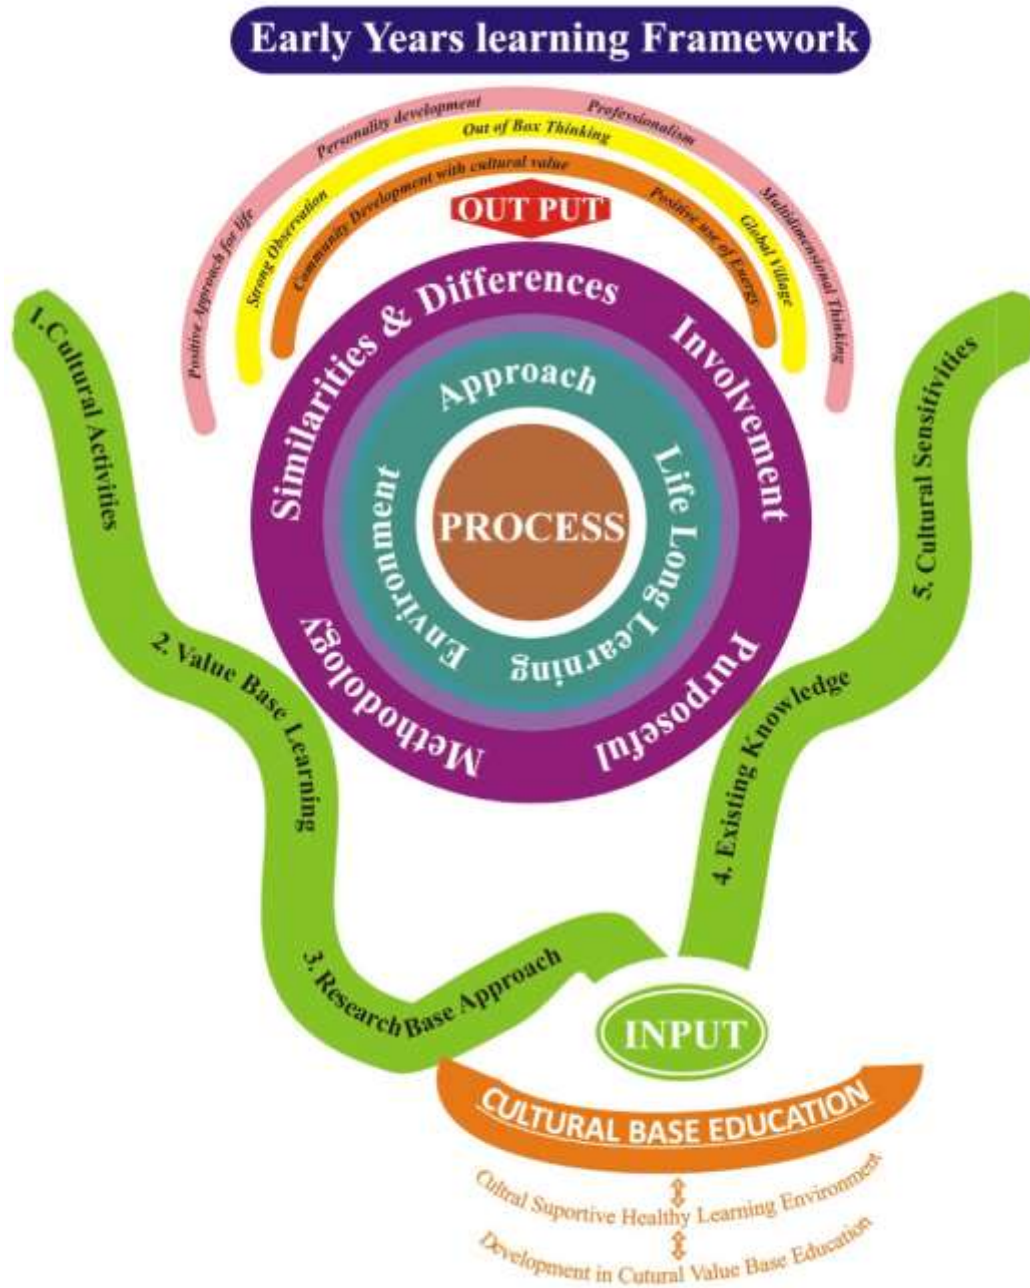 Early Years learning Framework
Positive Approach for life
Personality development
Professionalism
Multidimensional Thinking
Strong Observation
Out of Box Thinking
Global Village
Community Development with cultural value
Positive use of Energy
OUT PUT
Similarities & Differences
Involvement
Purposeful
Methodology
Approach
Life Long Learning
Environment
PROCESS
1.Cultural Activities
2. Value Base Learning
3. Research Base Approach
4. Existing Knowledge
5. Cultural Sensitivities
INPUT
CULTURAL BASE EDUCATION
Cultral Suportive Healthy Learning Environment
Development in Cutural Value Base Education